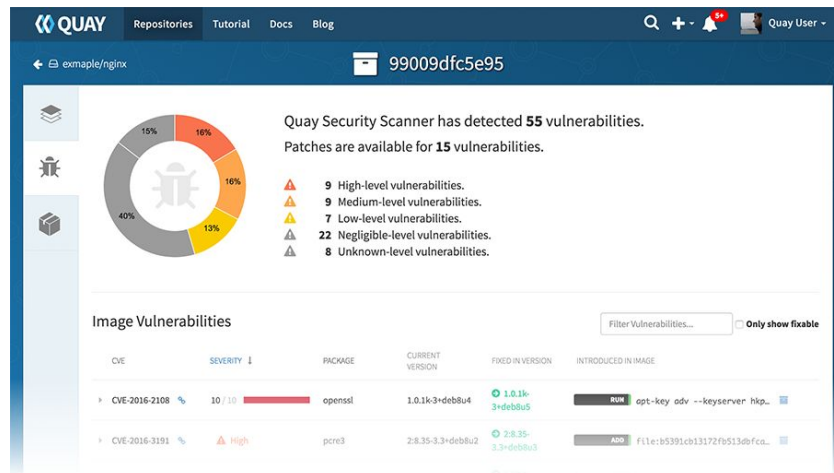 QUAY Repositories Tutorial Docs Blog 5+ Quay User
exmaple/nginx 99009dfc5e95
15% 16%
16%
40%
13%
Quay Security Scanner has detected 55 vulnerabilities.
Patches are available for 15 vulnerabilities.
9 High-level vulnerabilities.
9 Medium-level vulnerabilities.
7 Low-level vulnerabilities.
22 Negligible-level vulnerabilities.
8 Unknown-level vulnerabilities.
Image Vulnerabilities Filter Vulnerabilities... Only show fixable
CVE SEVERITY ↓ PACKAGE CURRENT VERSION FIXED IN VERSION INTRODUCED IN IMAGE
CVE-2016-2108 10 / 10 openssl 1.0.1k-3+deb8u4 1.0.1k-3+deb8u5 RUN apt-key adv --keyserver hkp…
CVE-2016-3191 High pcre3 2:8.35-3.3+deb8u2 2:8.35-3.3+deb8u3 ADD file:b5391cb13172fb513dbfca…